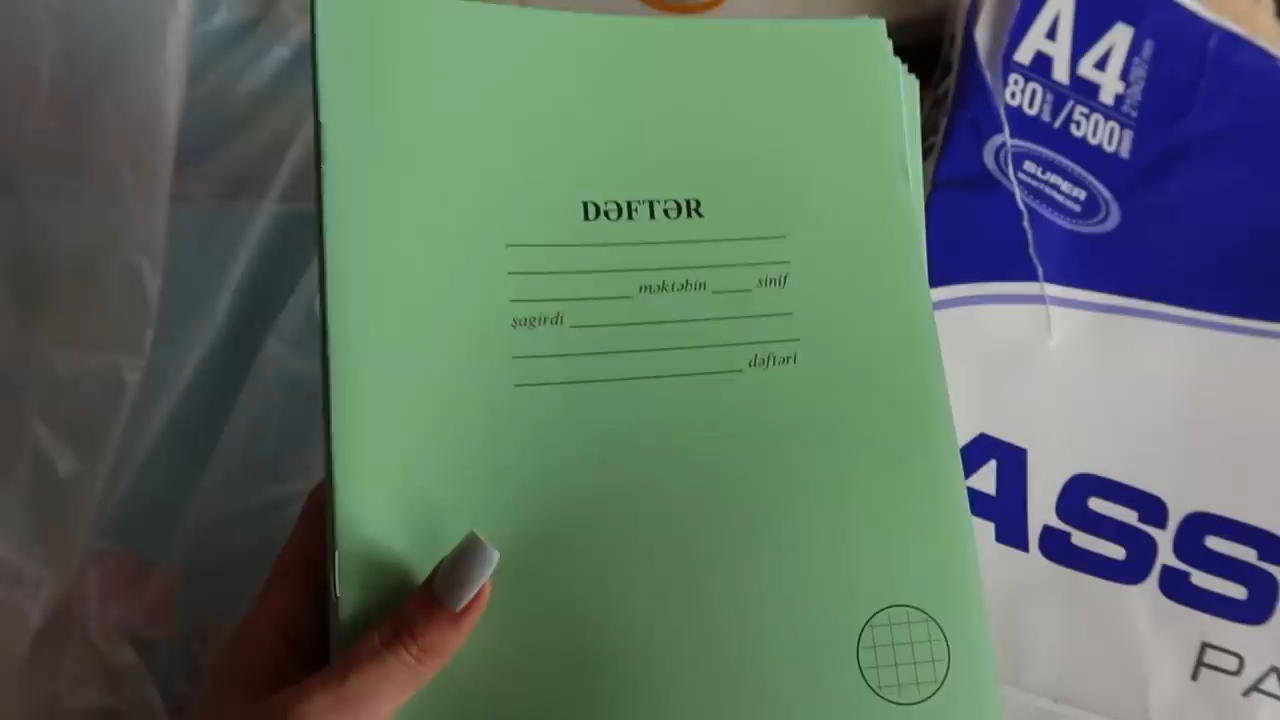 DƏFTƏR
məktəbin sinif
şagirdi
dəftəri
A4
80 /500
SUPER
ASS
PA